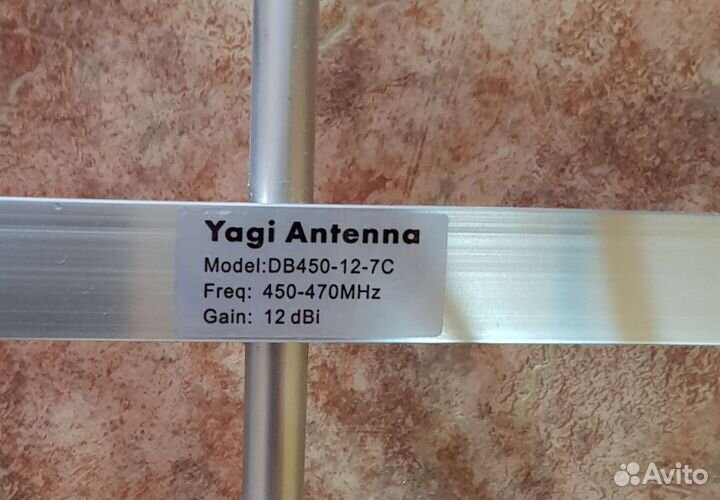 Yagi Antenna
Model:DB450-12-7C
Freq: 450-470MHz
Gain: 12 dBi
Avito